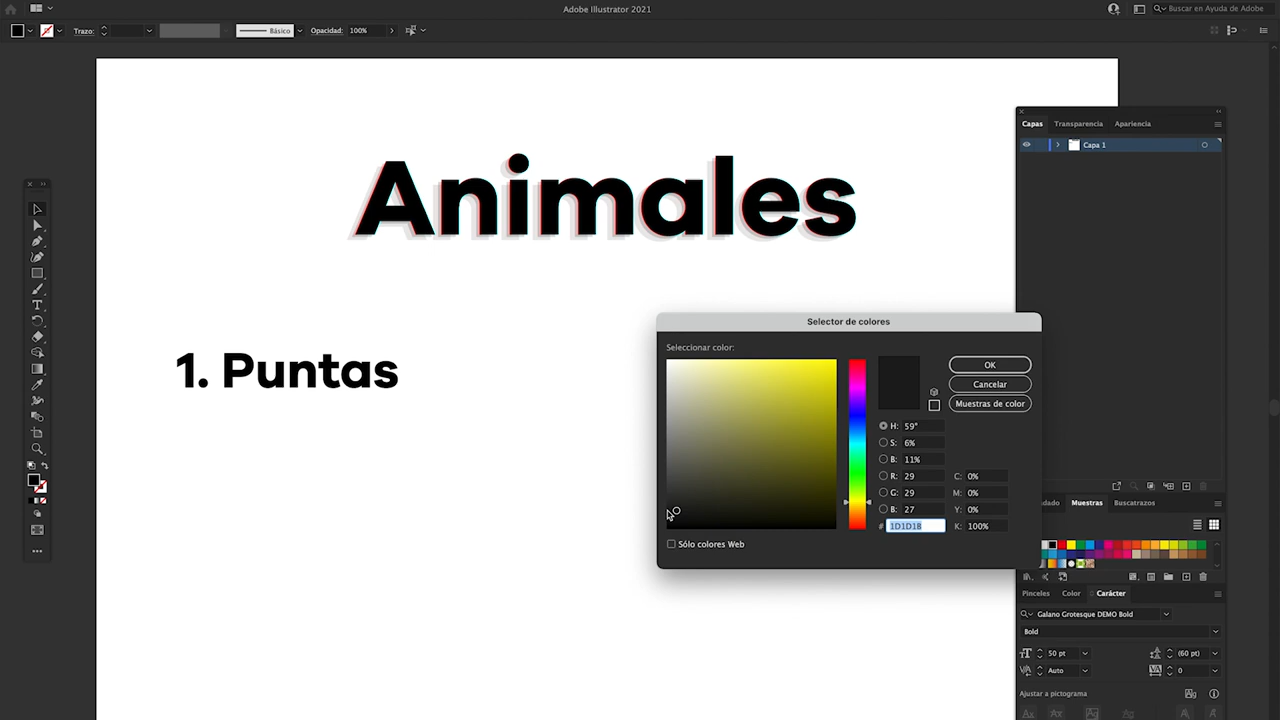 Adobe Illustrator 2021
Buscar en Ayuda de Adobe
Trazo:
Básico
Opacidad: 100%
Capas Transparencia Apariencia
Capa 1
Animales
1. Puntas
Selector de colores
Seleccionar color:
OK
Cancelar
Muestras de color
H: 59°
S: 6%
B: 11%
R: 29
G: 29
B: 27
C: 0%
M: 0%
Y: 0%
K: 100%
# 1D1D1B
Sólo colores Web
Muestras Buscatrazos
Pinceles Color Carácter
Galano Grotesque DEMO Bold
Bold
50 pt
(60 pt)
Auto
0
Ajustar a pictograma